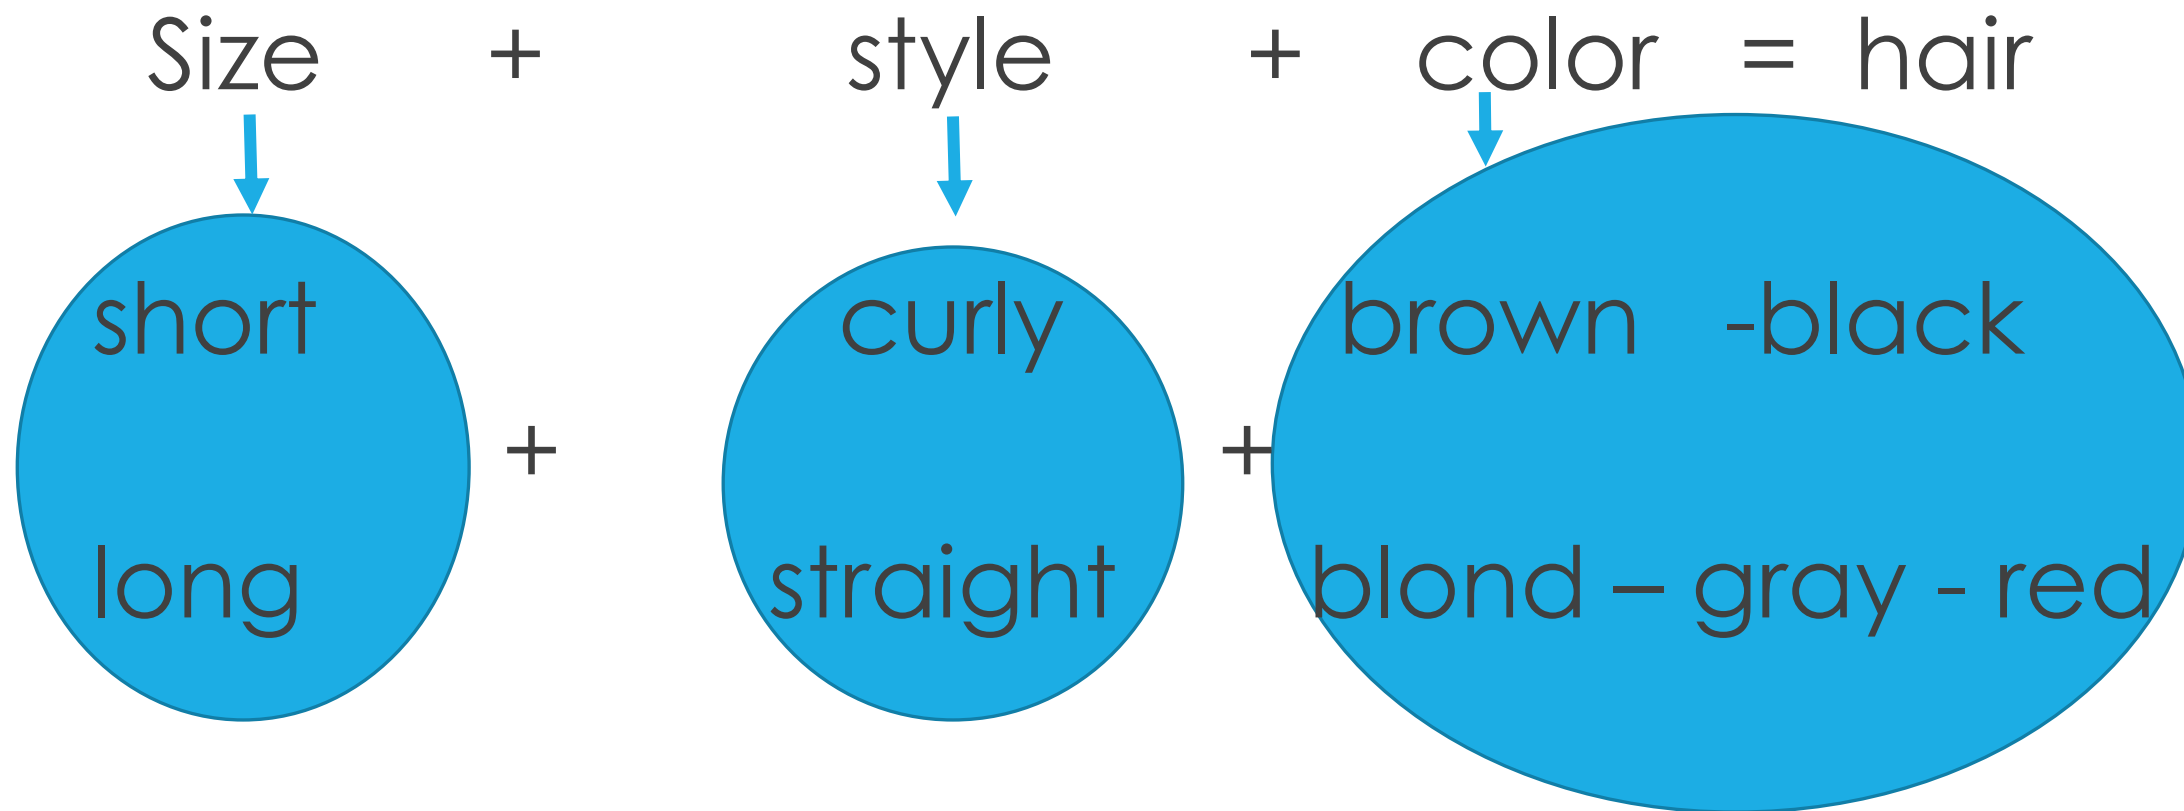 Size + style + color = hair
short curly brown -black
+ +
long straight blond – gray - red